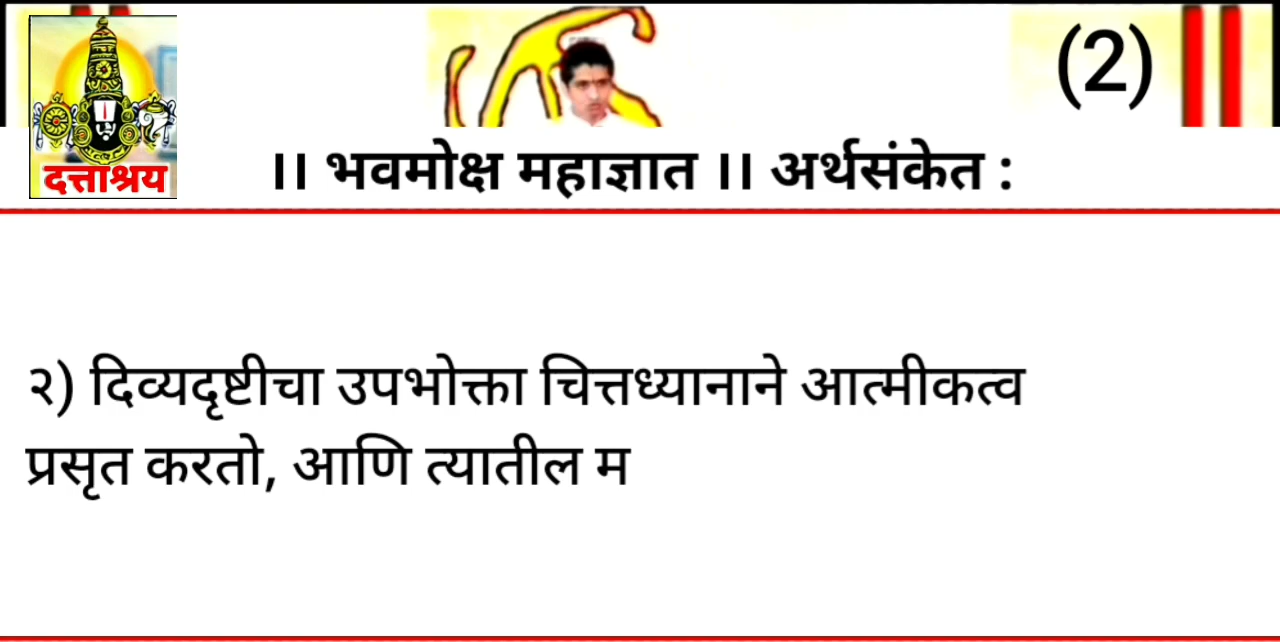 (2)
दत्ताश्रय
।। भवमोक्ष महाज्ञात ।। अर्थसंकेत :
२) दिव्यदृष्टीचा उपभोक्ता चित्तध्यानाने आत्मीकत्व
प्रसृत करतो, आणि त्यातील म